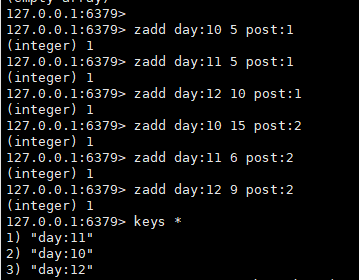 (empty array)
127.0.0.1:6379>
127.0.0.1:6379> zadd day:10 5 post:1
(integer) 1
127.0.0.1:6379> zadd day:11 5 post:1
(integer) 1
127.0.0.1:6379> zadd day:12 10 post:1
(integer) 1
127.0.0.1:6379> zadd day:10 15 post:2
(integer) 1
127.0.0.1:6379> zadd day:11 6 post:2
(integer) 1
127.0.0.1:6379> zadd day:12 9 post:2
(integer) 1
127.0.0.1:6379> keys *
1) "day:11"
2) "day:10"
3) "day:12"